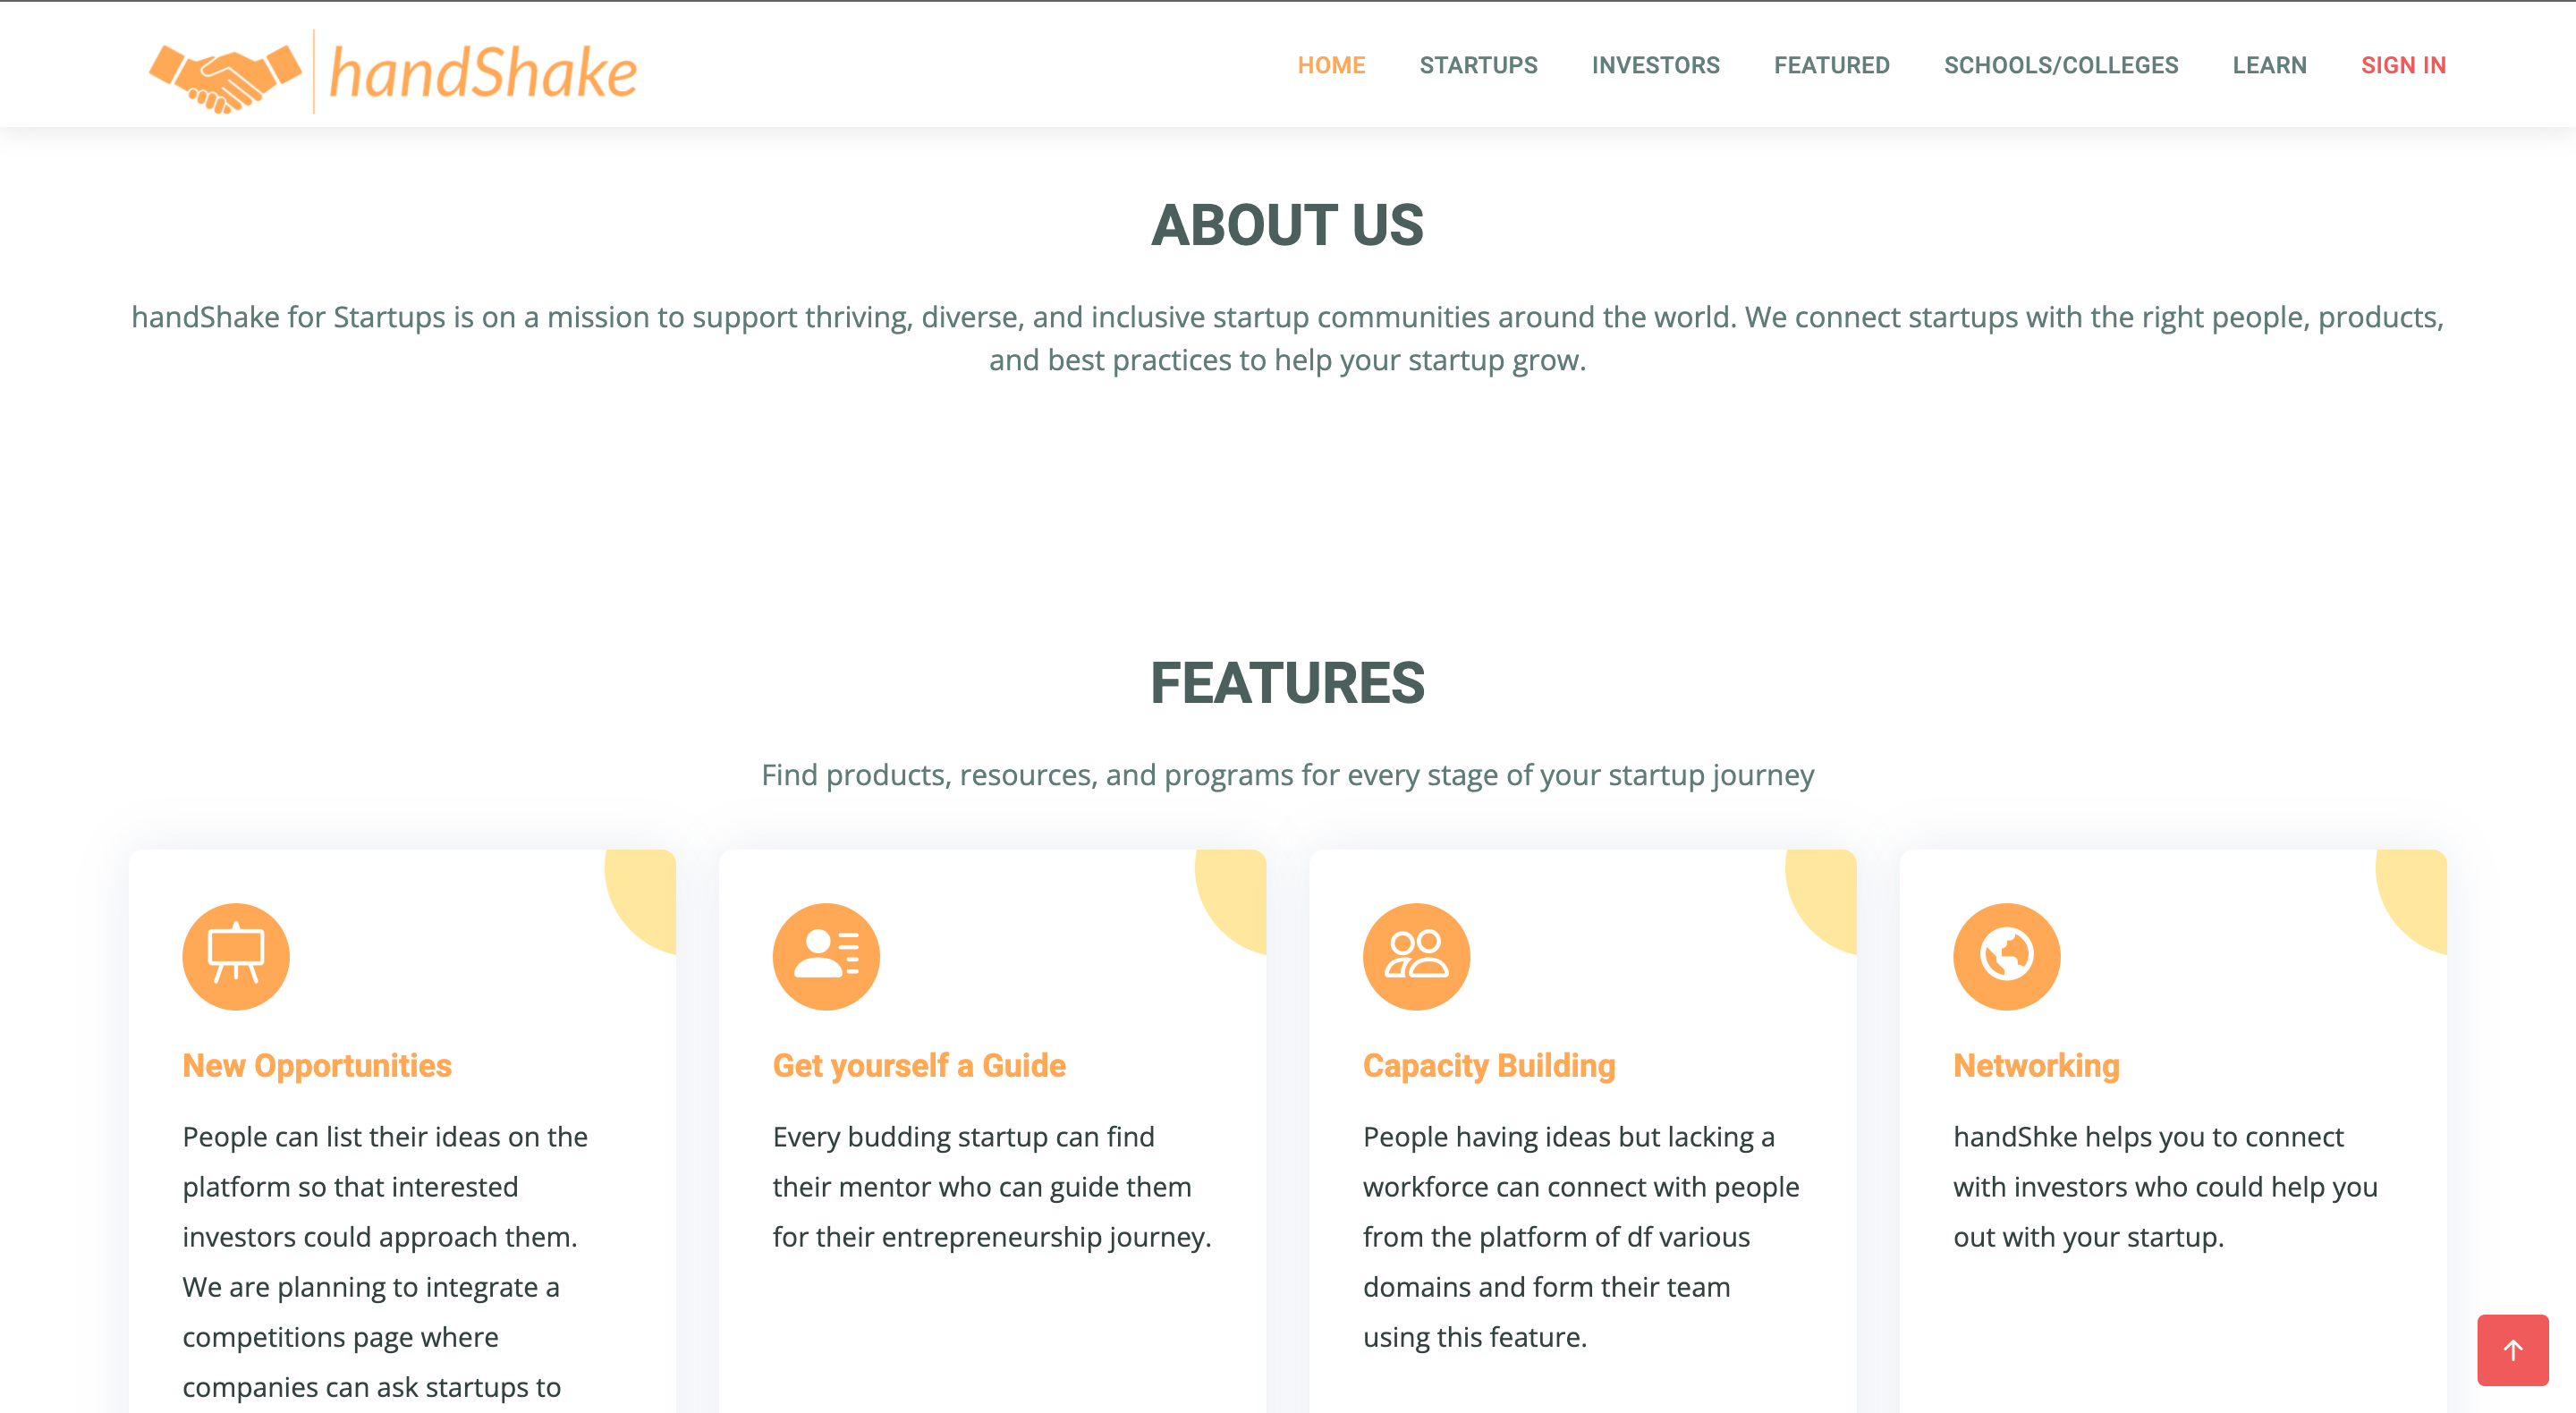 handShake
HOME STARTUPS INVESTORS FEATURED SCHOOLS/COLLEGES LEARN SIGN IN
ABOUT US
handShake for Startups is on a mission to support thriving, diverse, and inclusive startup communities around the world. We connect startups with the right people, products,
and best practices to help your startup grow.
FEATURES
Find products, resources, and programs for every stage of your startup journey
New Opportunities
People can list their ideas on the
platform so that interested
investors could approach them.
We are planning to integrate a
competitions page where
companies can ask startups to
Get yourself a Guide
Every budding startup can find
their mentor who can guide them
for their entrepreneurship journey.
Capacity Building
People having ideas but lacking a
workforce can connect with people
from the platform of df various
domains and form their team
using this feature.
Networking
handShke helps you to connect
with investors who could help you
out with your startup.